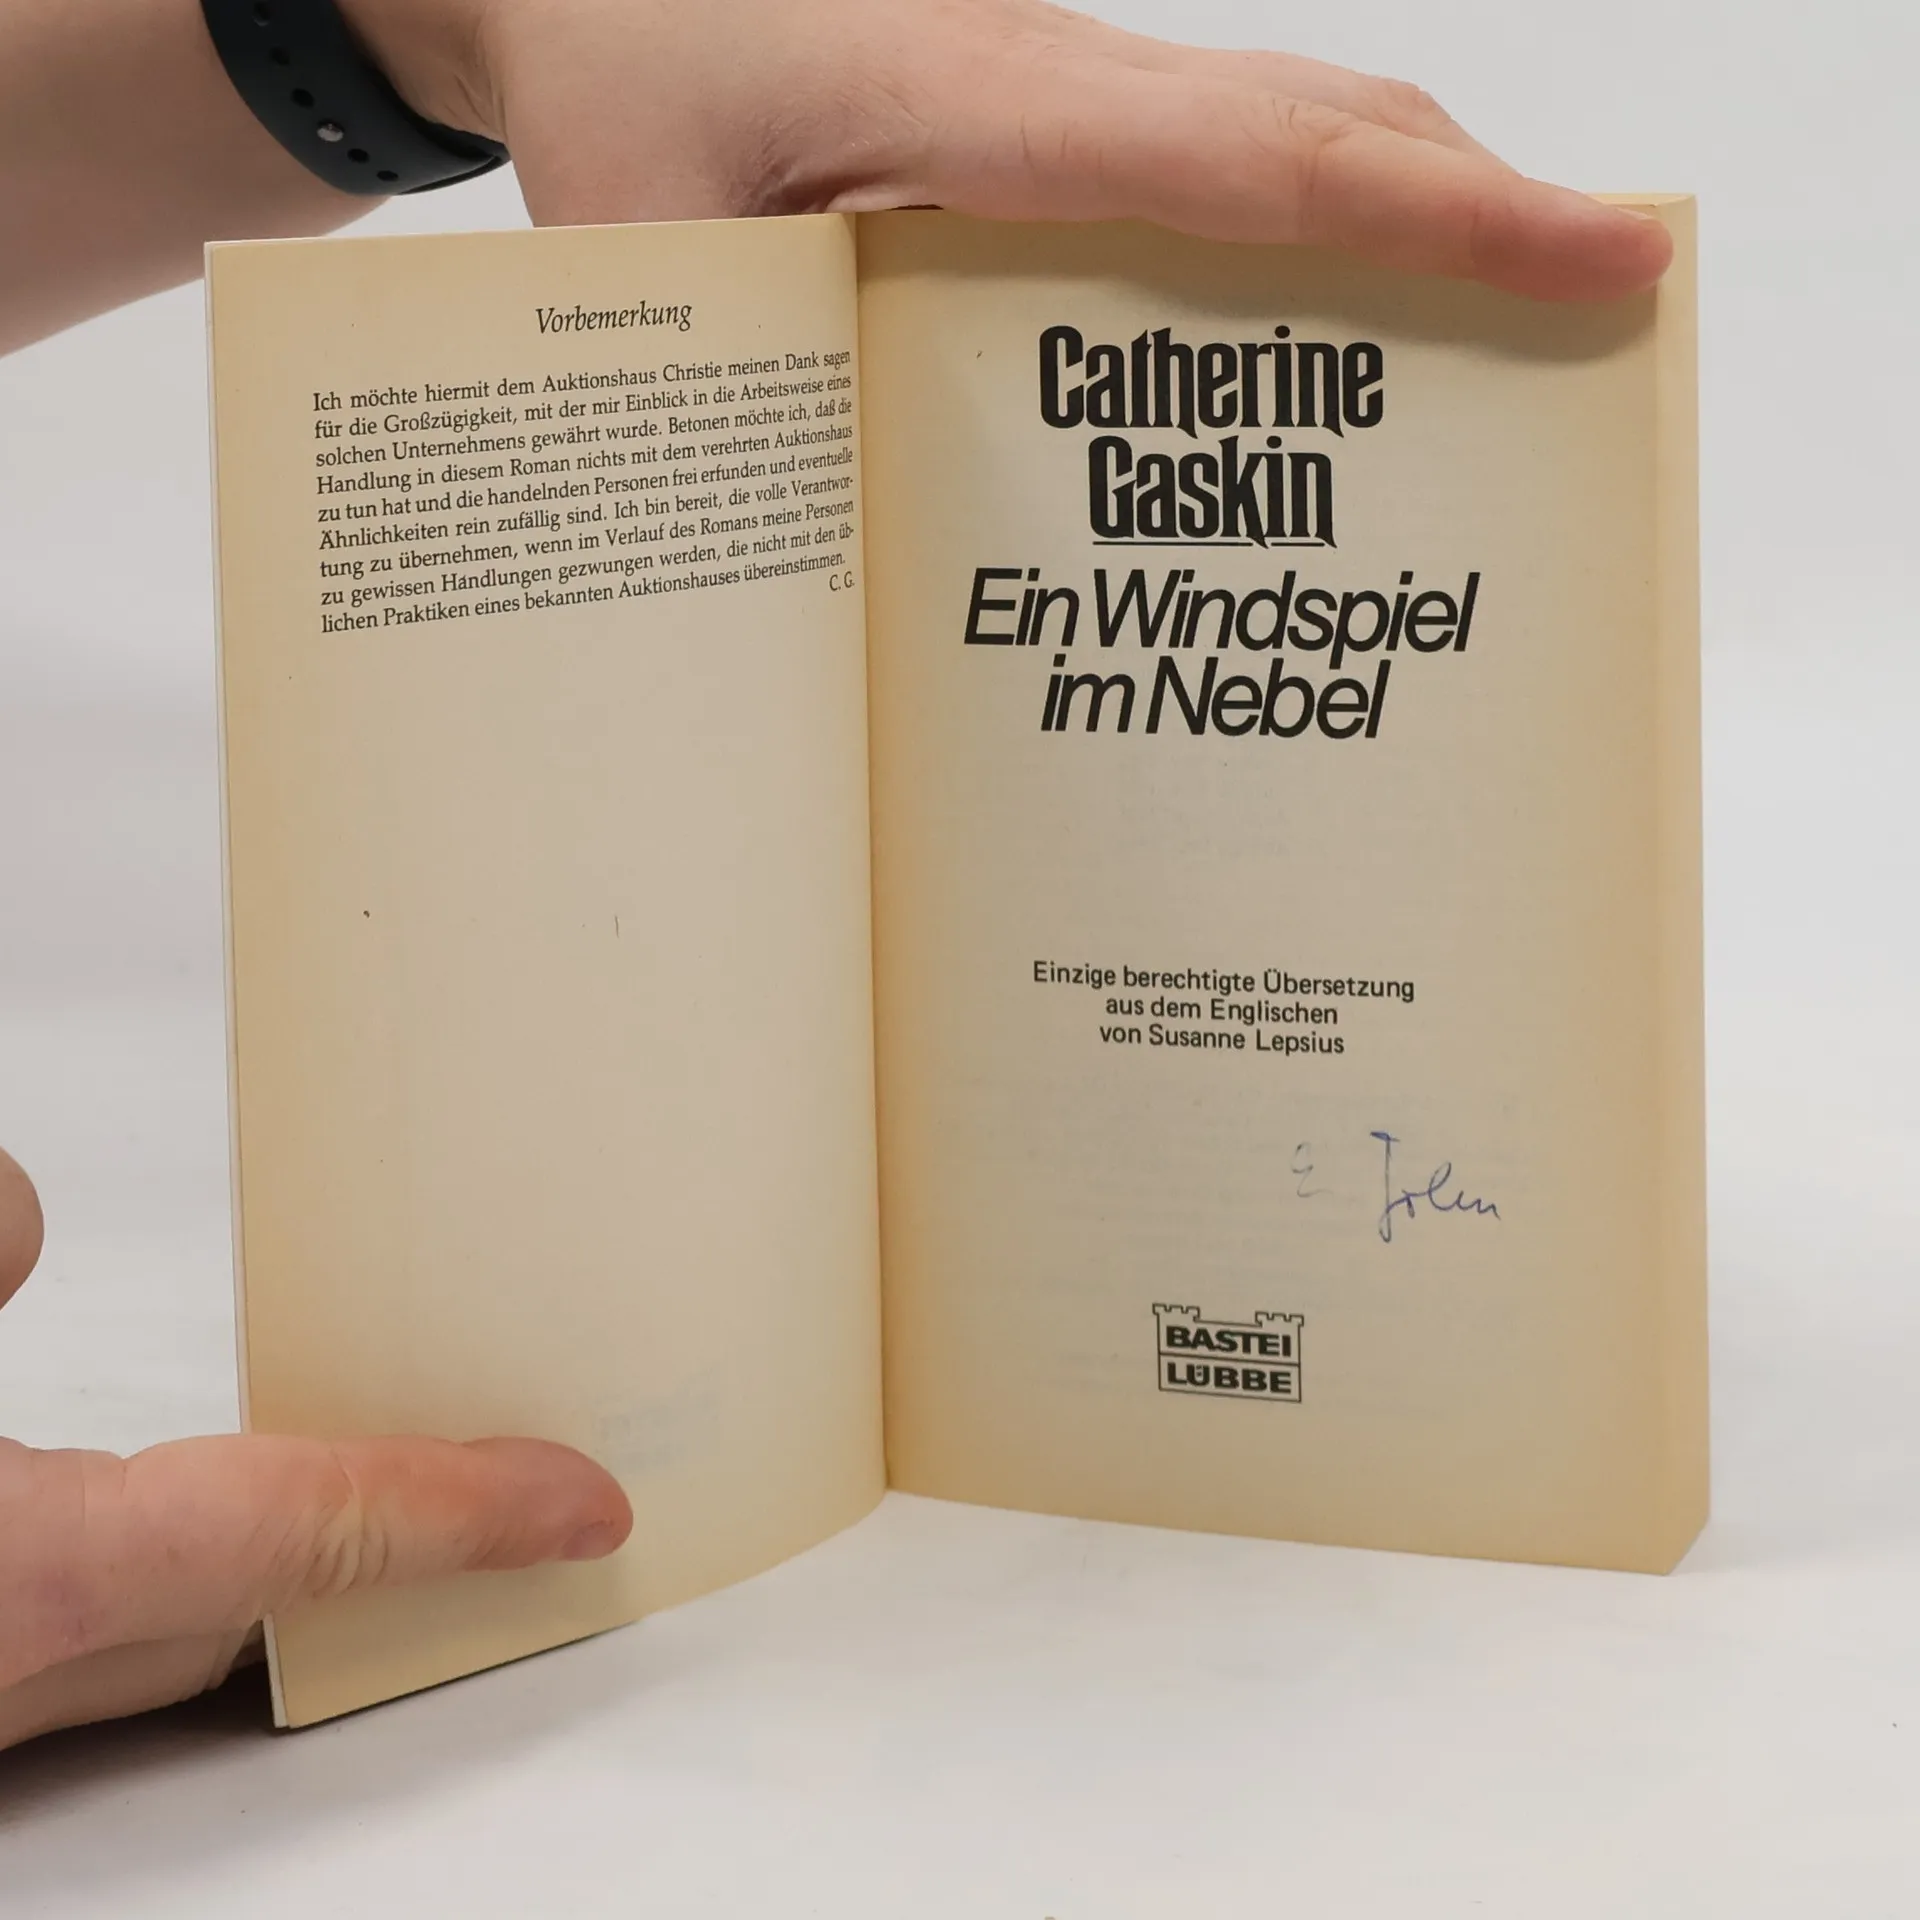 Vorbemerkung
Ich möchte hiermit dem Auktionshaus Christie meinen Dank sagen
für die Großzügigkeit, mit der mir Einblick in die Arbeitsweise eines
solchen Unternehmens gewährt wurde. Betonen möchte ich, daß die
Handlung in diesem Roman nichts mit dem verehrten Auktionshaus
zu tun hat und die handelnden Personen frei erfunden und eventuelle
Ähnlichkeiten rein zufällig sind. Ich bin bereit, die volle Verantwor-
tung zu übernehmen, wenn im Verlauf des Romans meine Personen
zu gewissen Handlungen gezwungen werden, die nicht mit den üb-
lichen Praktiken eines bekannten Auktionshauses übereinstimmen.
C. G.
Catherine
Gaskin
Ein Windspiel
im Nebel
Einzige berechtigte Übersetzung
aus dem Englischen
von Susanne Lepsius
BASTEI
LÜBBE